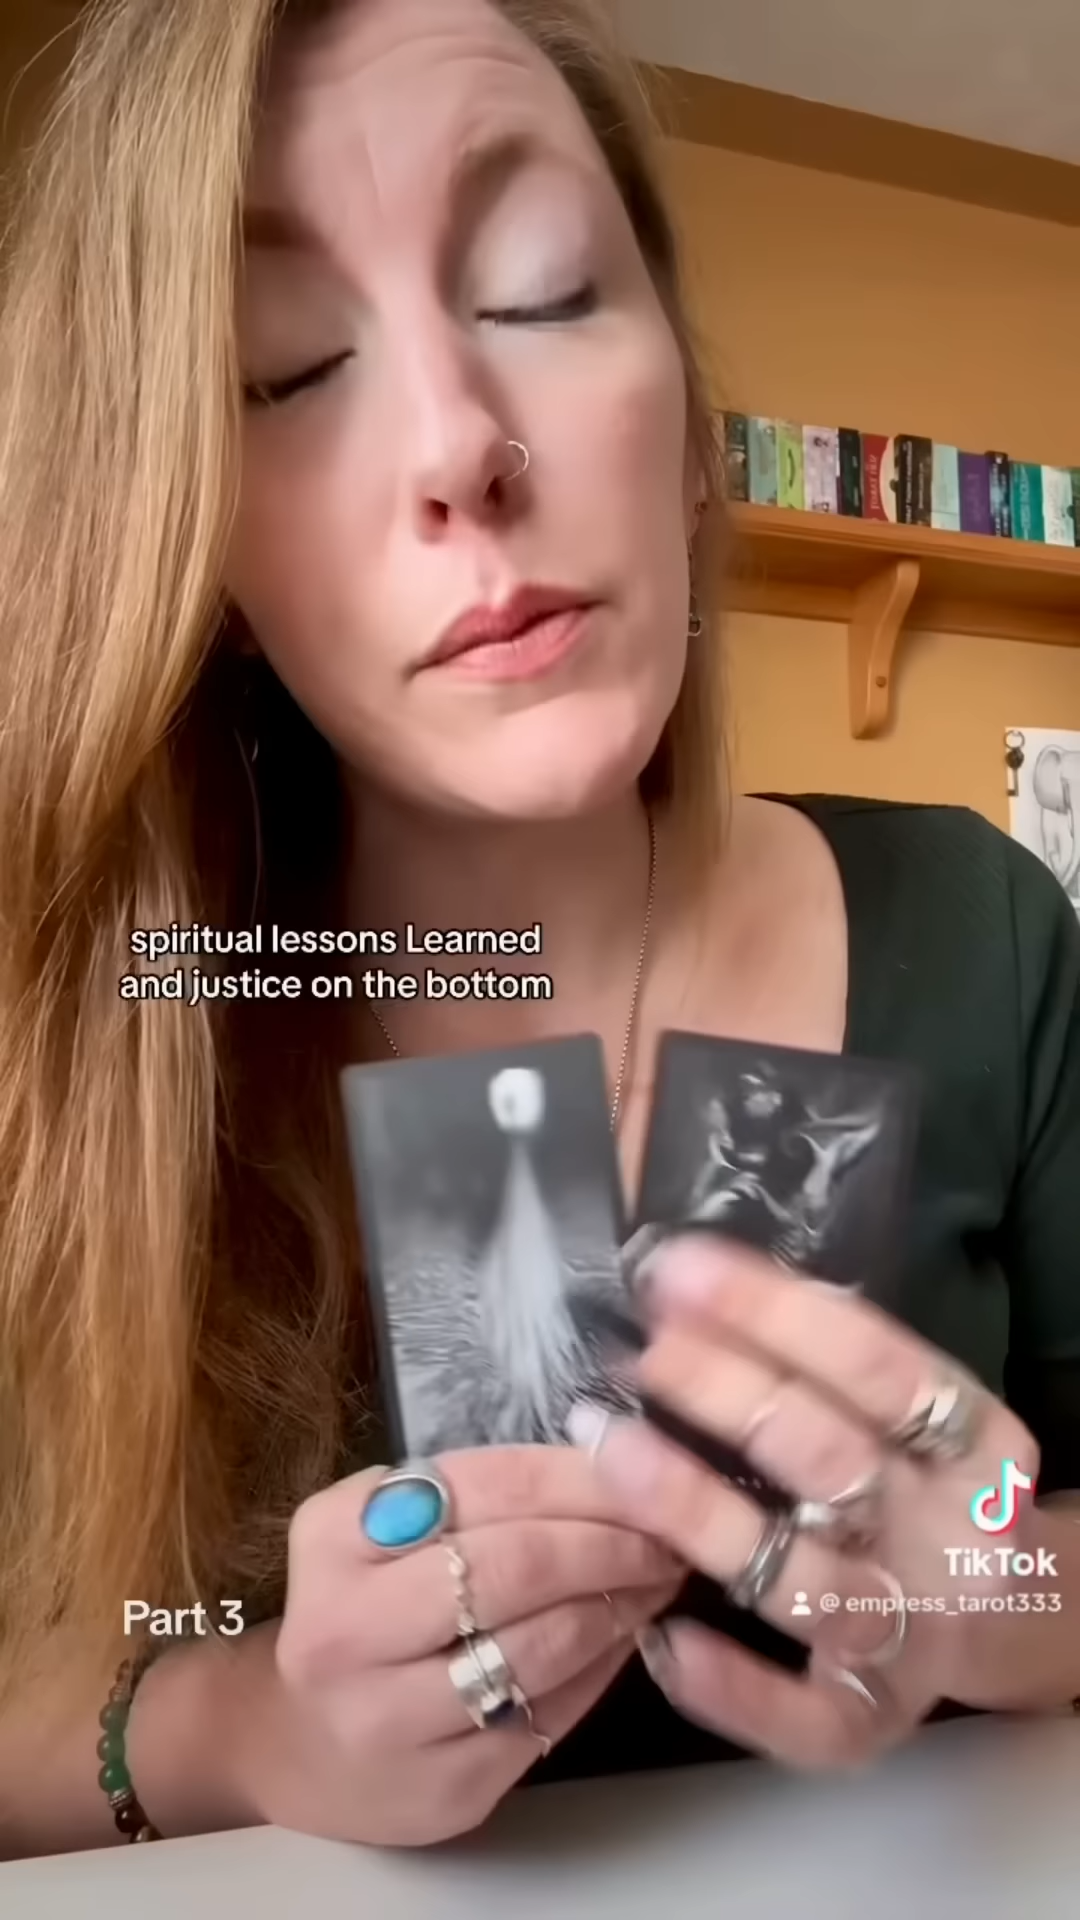 spiritual lessons Learned
and justice on the bottom
Part 3
TikTok
@ empress_tarot333